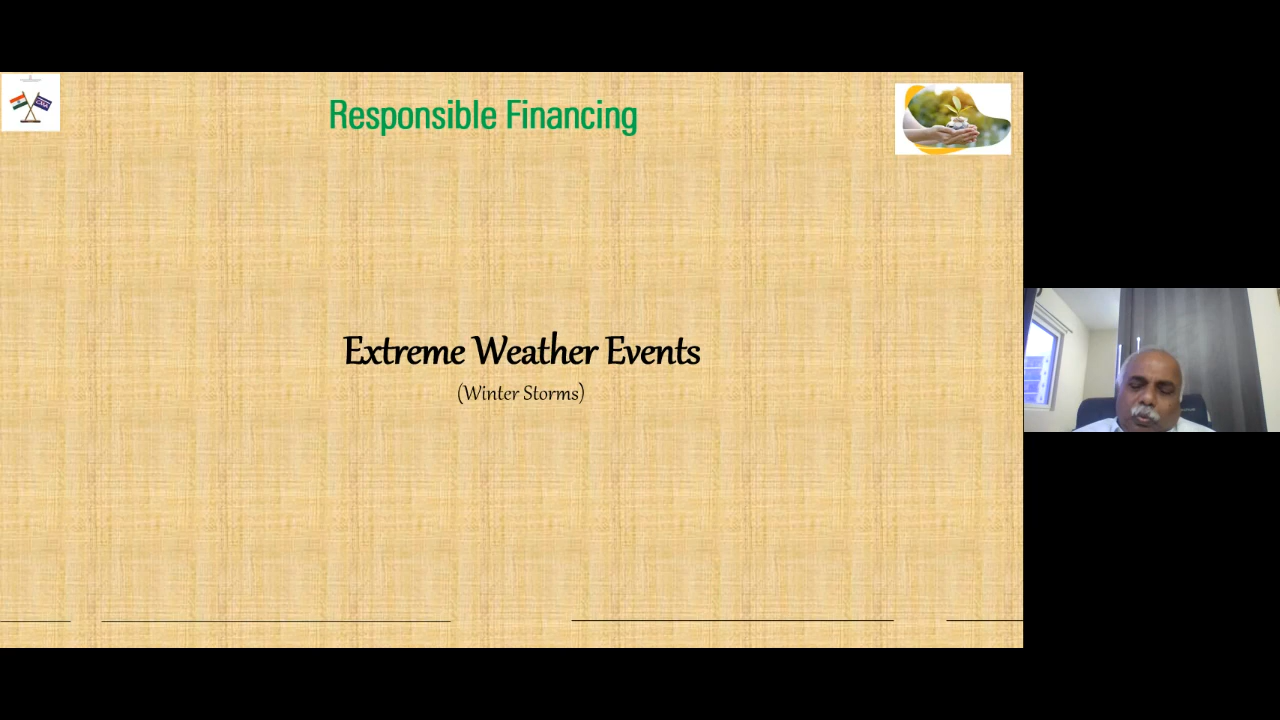 Responsible Financing
Extreme Weather Events
(Winter Storms)